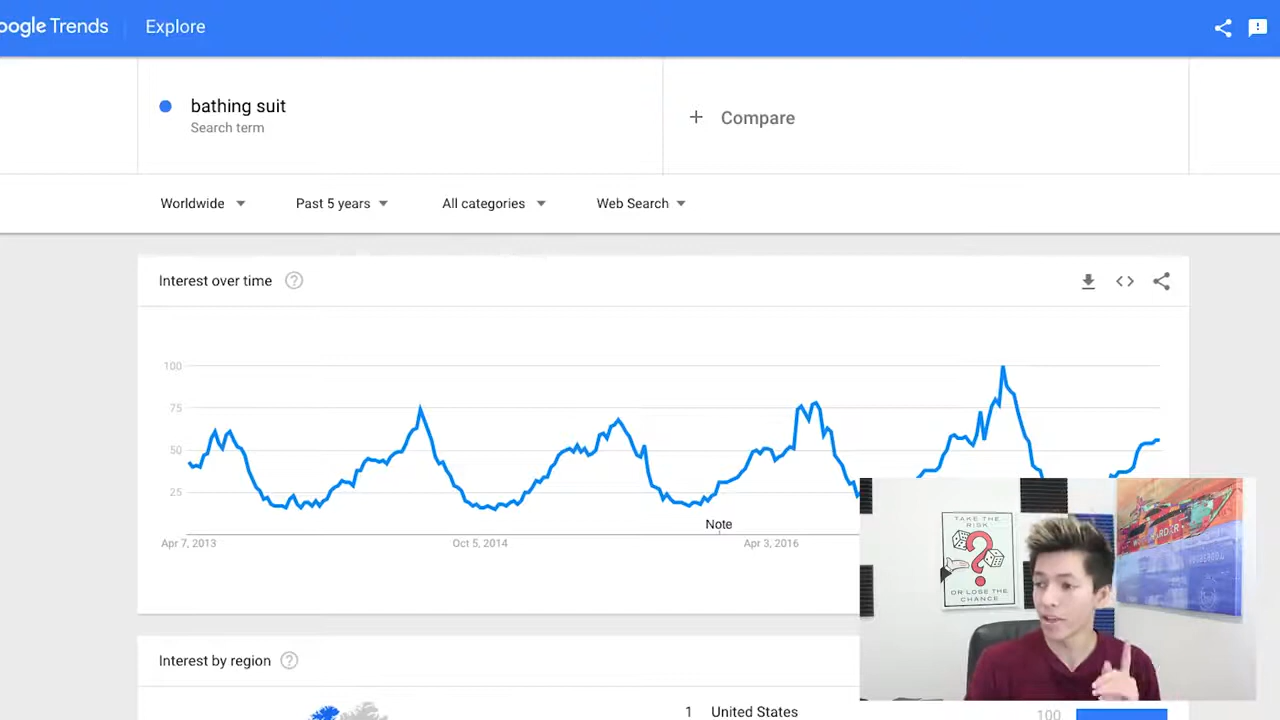 oogle Trends Explore
bathing suit
Search term
+ Compare
Worldwide Past 5 years All categories Web Search
Interest over time ?
100
75
50
25
Note
Apr 7, 2013 Oct 5, 2014 Apr 3, 2016
TAKE THE
RISK
?
OR LOSE THE
CHANCE
Interest by region ?
1 United States 100